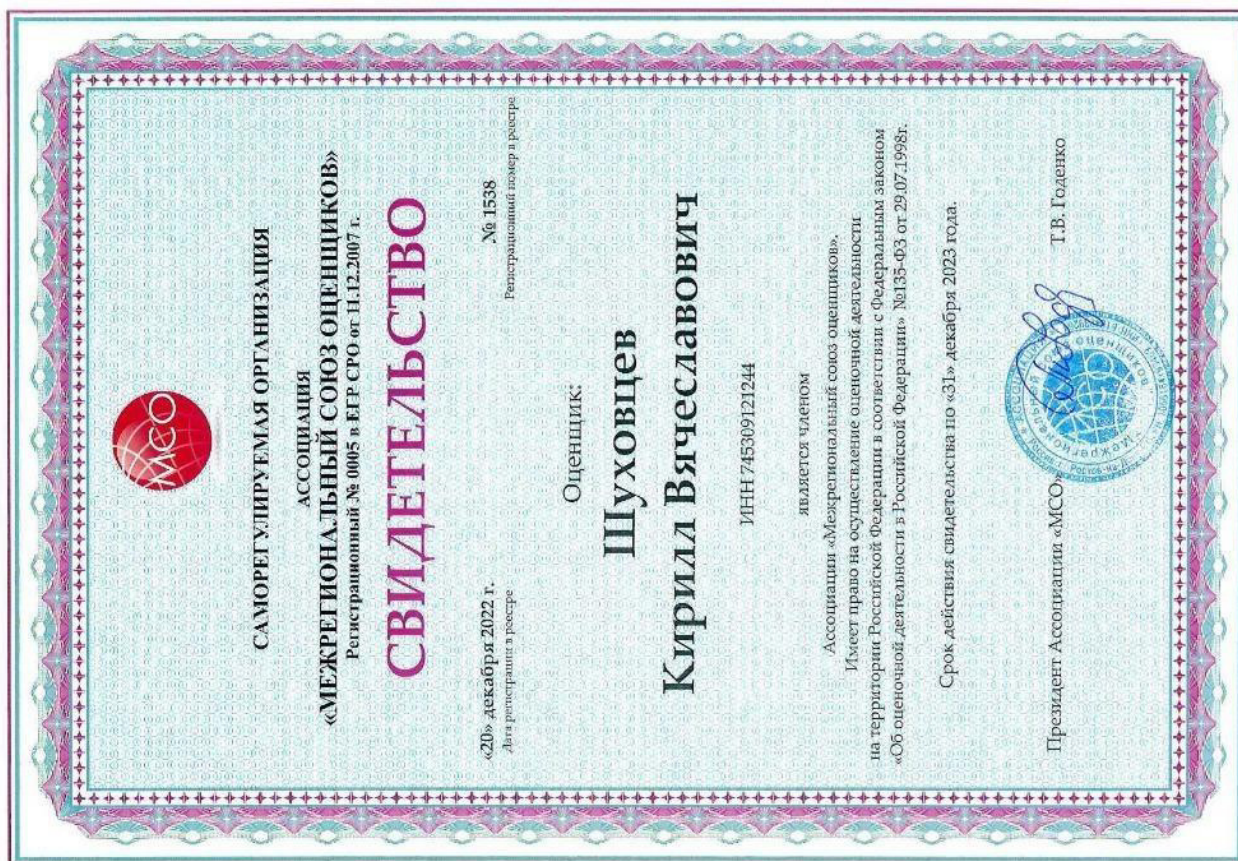 МСО
САМОРЕГУЛИРУЕМАЯ ОРГАНИЗАЦИЯ
АССОЦИАЦИЯ
«МЕЖРЕГИОНАЛЬНЫЙ СОЮЗ ОЦЕНЩИКОВ»
Регистрационный № 0005 в ЕГР СРО от 11.12.2007 г.
СВИДЕТЕЛЬСТВО
«20» декабря 2022 г.
Дата регистрации в реестре
№ 1538
Регистрационный номер в реестре
Оценщик:
Шуховцев
Кирилл Вячеславович
ИНН 745309121244
является членом
Ассоциации «Межрегиональный союз оценщиков».
Имеет право на осуществление оценочной деятельности
на территории Российской Федерации в соответствии с Федеральным законом
«Об оценочной деятельности в Российской Федерации» №135-ФЗ от 29.07.1998г.
Срок действия свидетельства по «31» декабря 2023 года.
Президент Ассоциации «МСО»
Т.В. Годенко